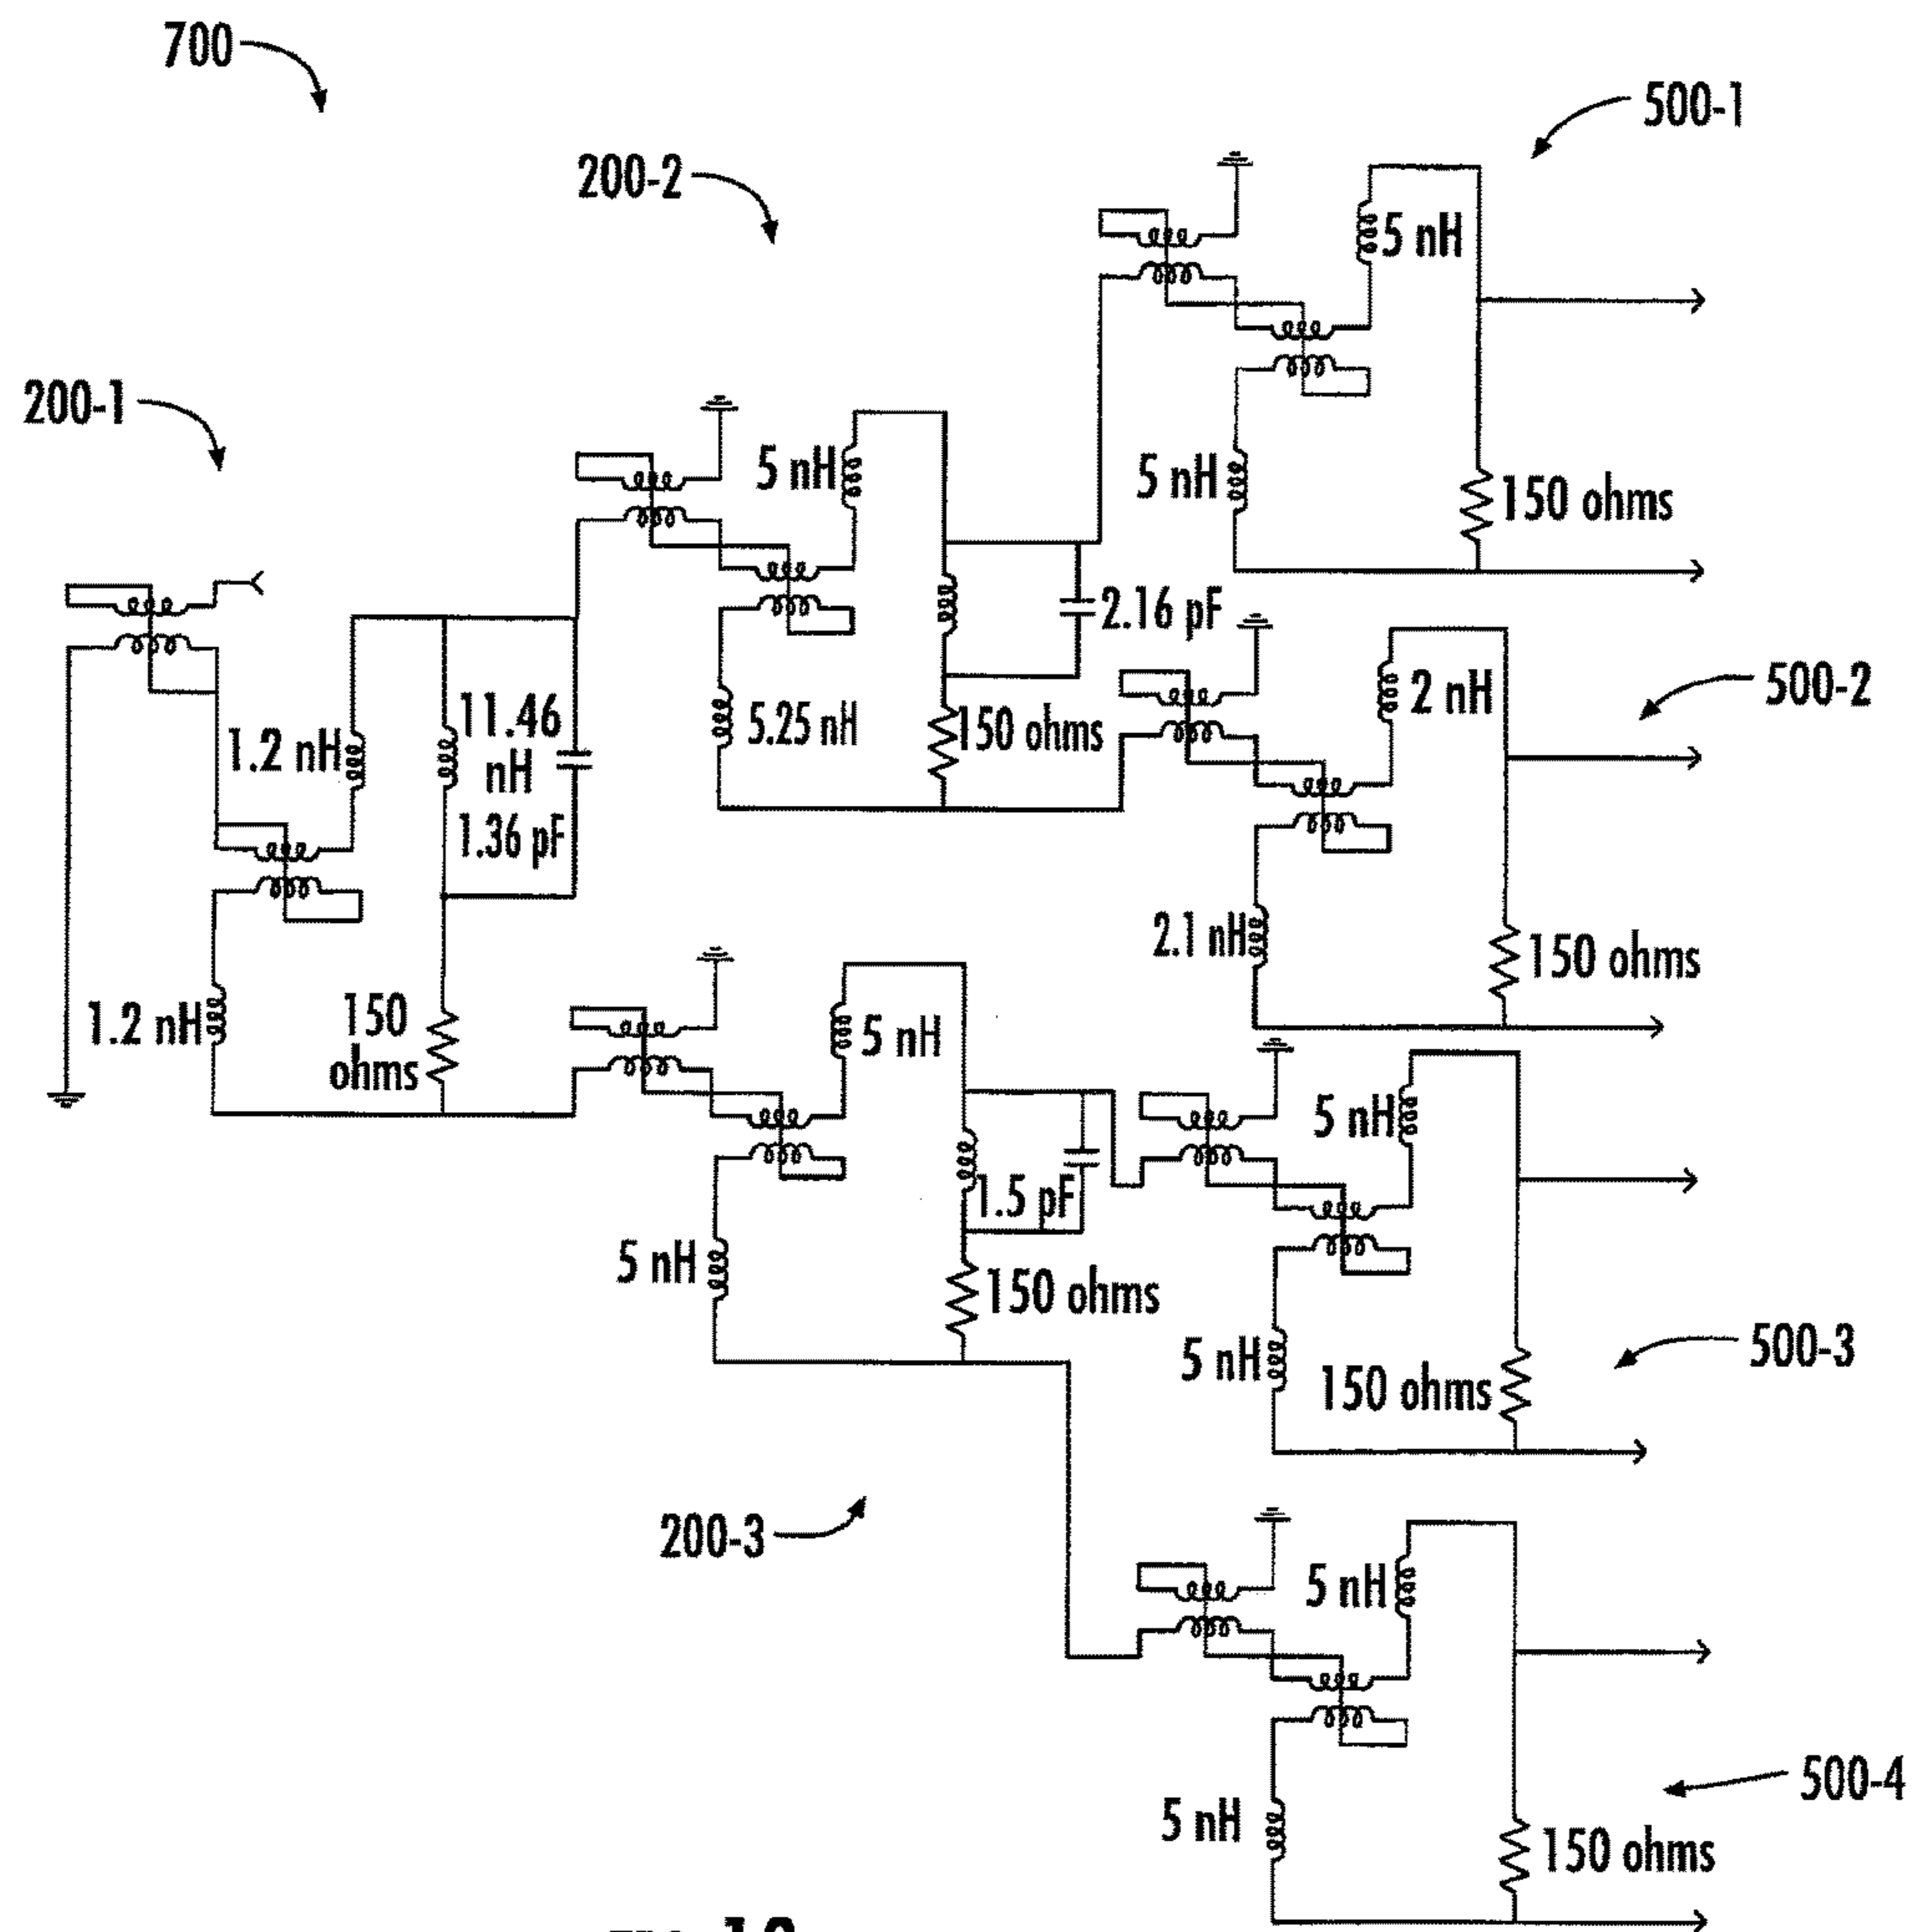 700
500-1
200-2
5 nH
200-1
5 nH
5 nH
150 ohms
2.16 pF
500-2
2 nH
11.46
nH
1.2 nH
5.25 nH
150 ohms
1.36 pF
2.1 nH
150 ohms
1.2 nH
150
ohms
5 nH
5 nH
1.5 pF
5 nH
150 ohms
500-3
5 nH
150 ohms
200-3
5 nH
500-4
5 nH
150 ohms